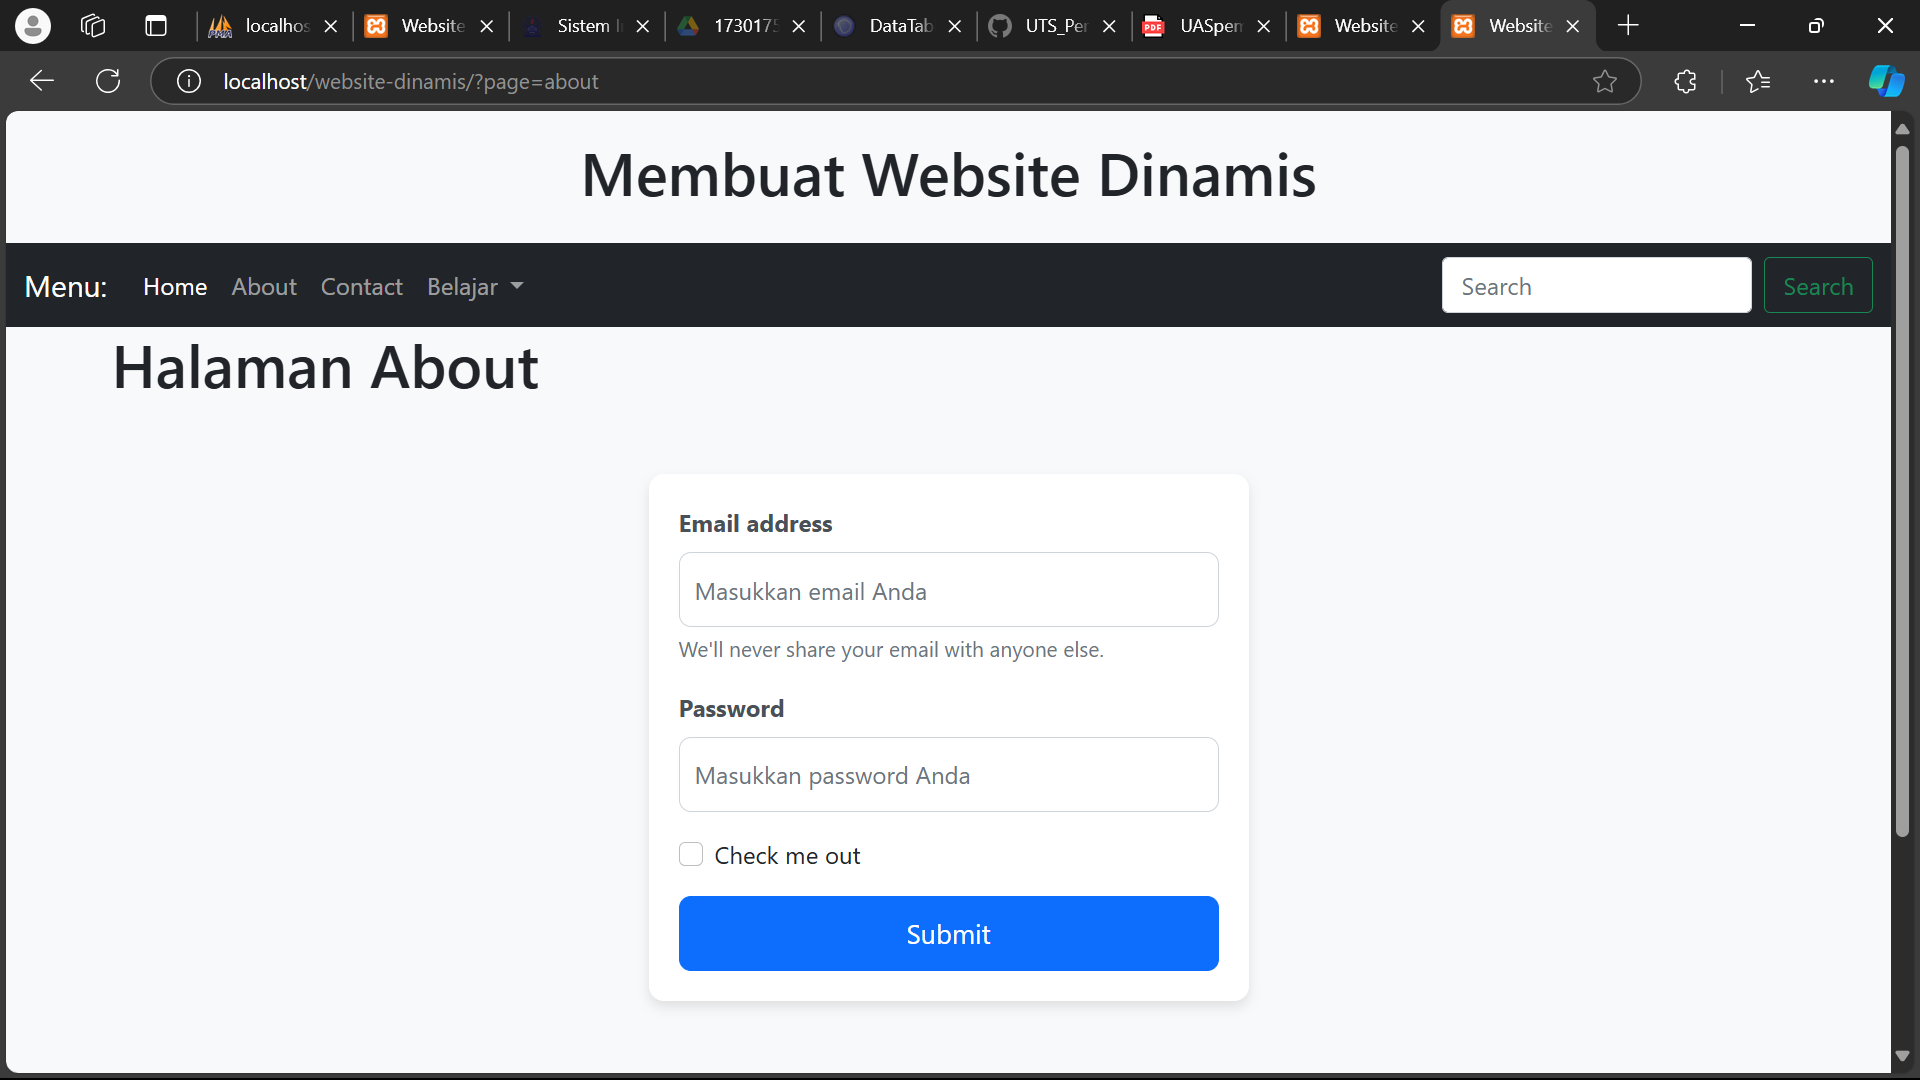 localhos
Website
Sistem I
1730175
DataTab
UTS_Per
UASpem
Website
Website
localhost/website-dinamis/?page=about
Membuat Website Dinamis
Menu: Home About Contact Belajar Search Search
Halaman About
Email address
Masukkan email Anda
We'll never share your email with anyone else.
Password
Masukkan password Anda
Check me out
Submit